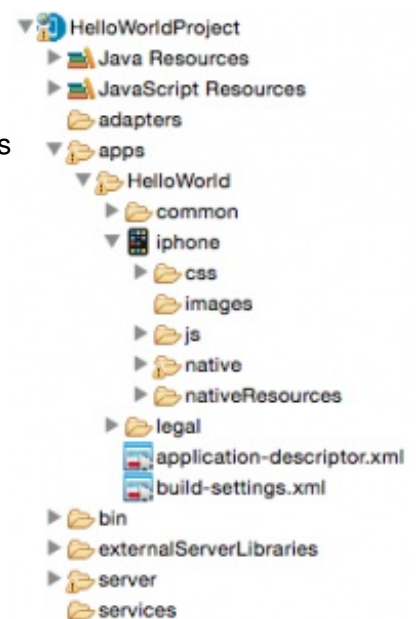 HelloWorldProject
Java Resources
JavaScript Resources
adapters
s
apps
HelloWorld
common
iphone
css
images
js
native
nativeResources
legal
application-descriptor.xml
build-settings.xml
bin
externalServerLibraries
server
services